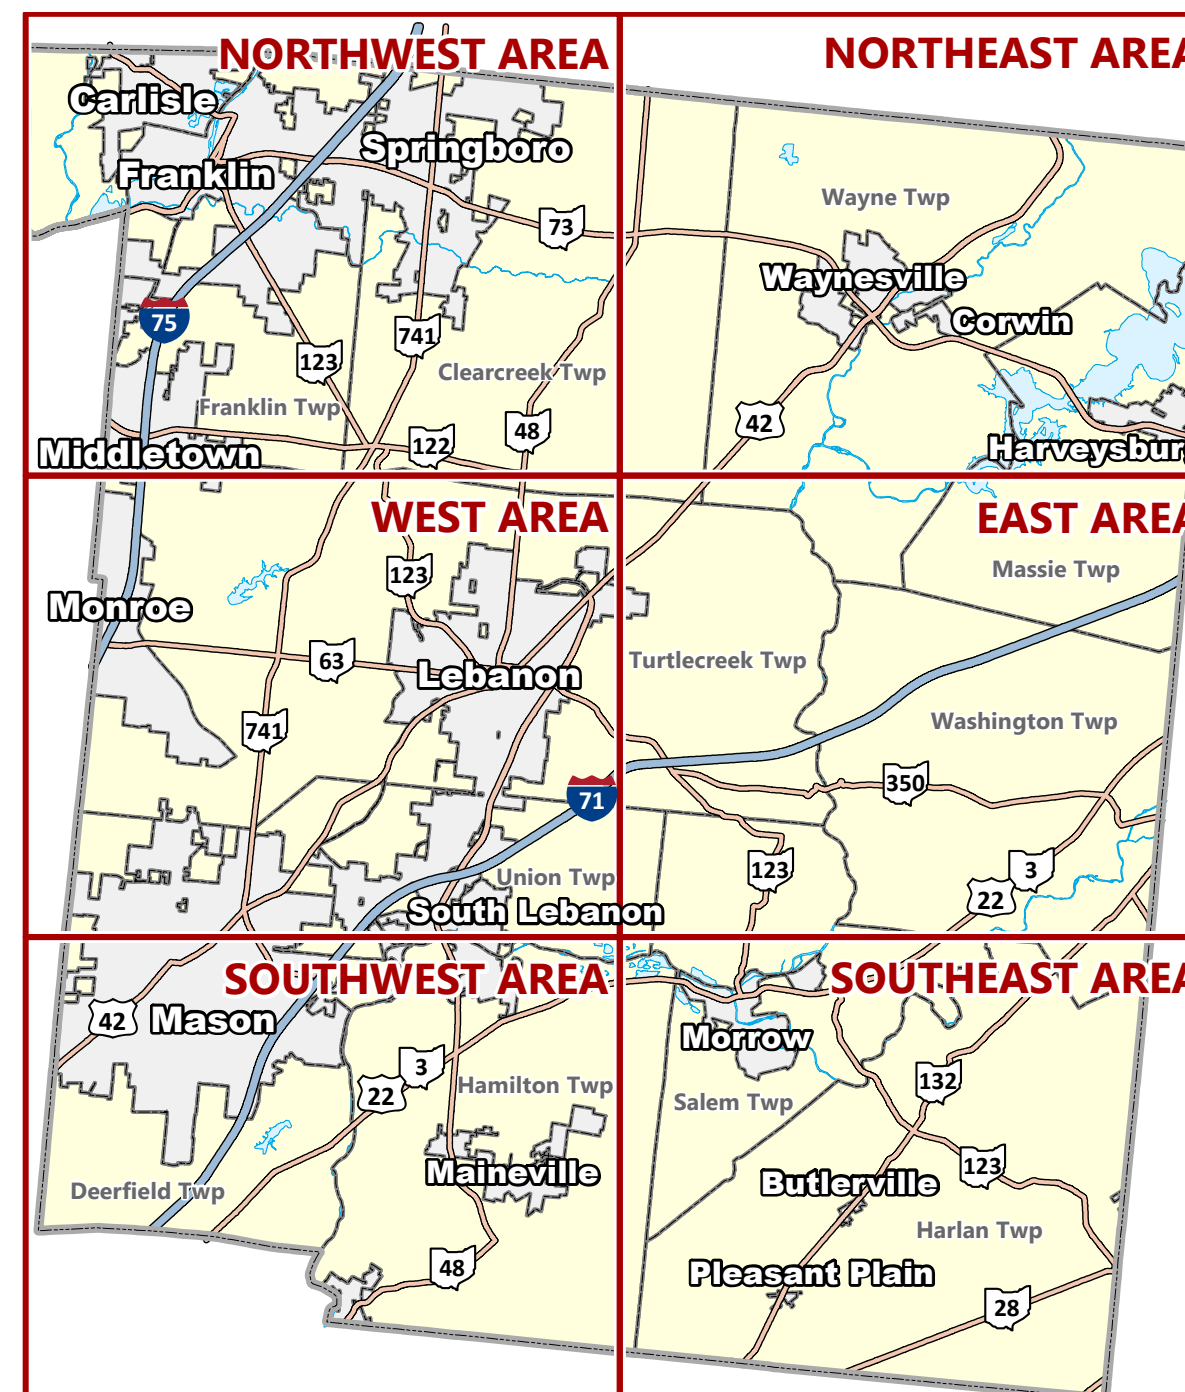 NORTHWEST AREA
Carlisle
Springboro
Franklin
73
75
741
123
Clearcreek Twp
Franklin Twp
48
122
Middletown
NORTHEAST AREA
Wayne Twp
Waynesville
Corwin
42
Harveysbur
WEST AREA
123
Monroe
63
Lebanon
741
71
Union Twp
South Lebanon
EAST AREA
Massie Twp
Turtlecreek Twp
Washington Twp
350
123
3
22
SOUTHWEST AREA
42
Mason
3
22
Hamilton Twp
Maineville
Deerfield Twp
48
SOUTHEAST AREA
Morrow
132
Salem Twp
123
Butlerville
Harlan Twp
Pleasant Plain
28